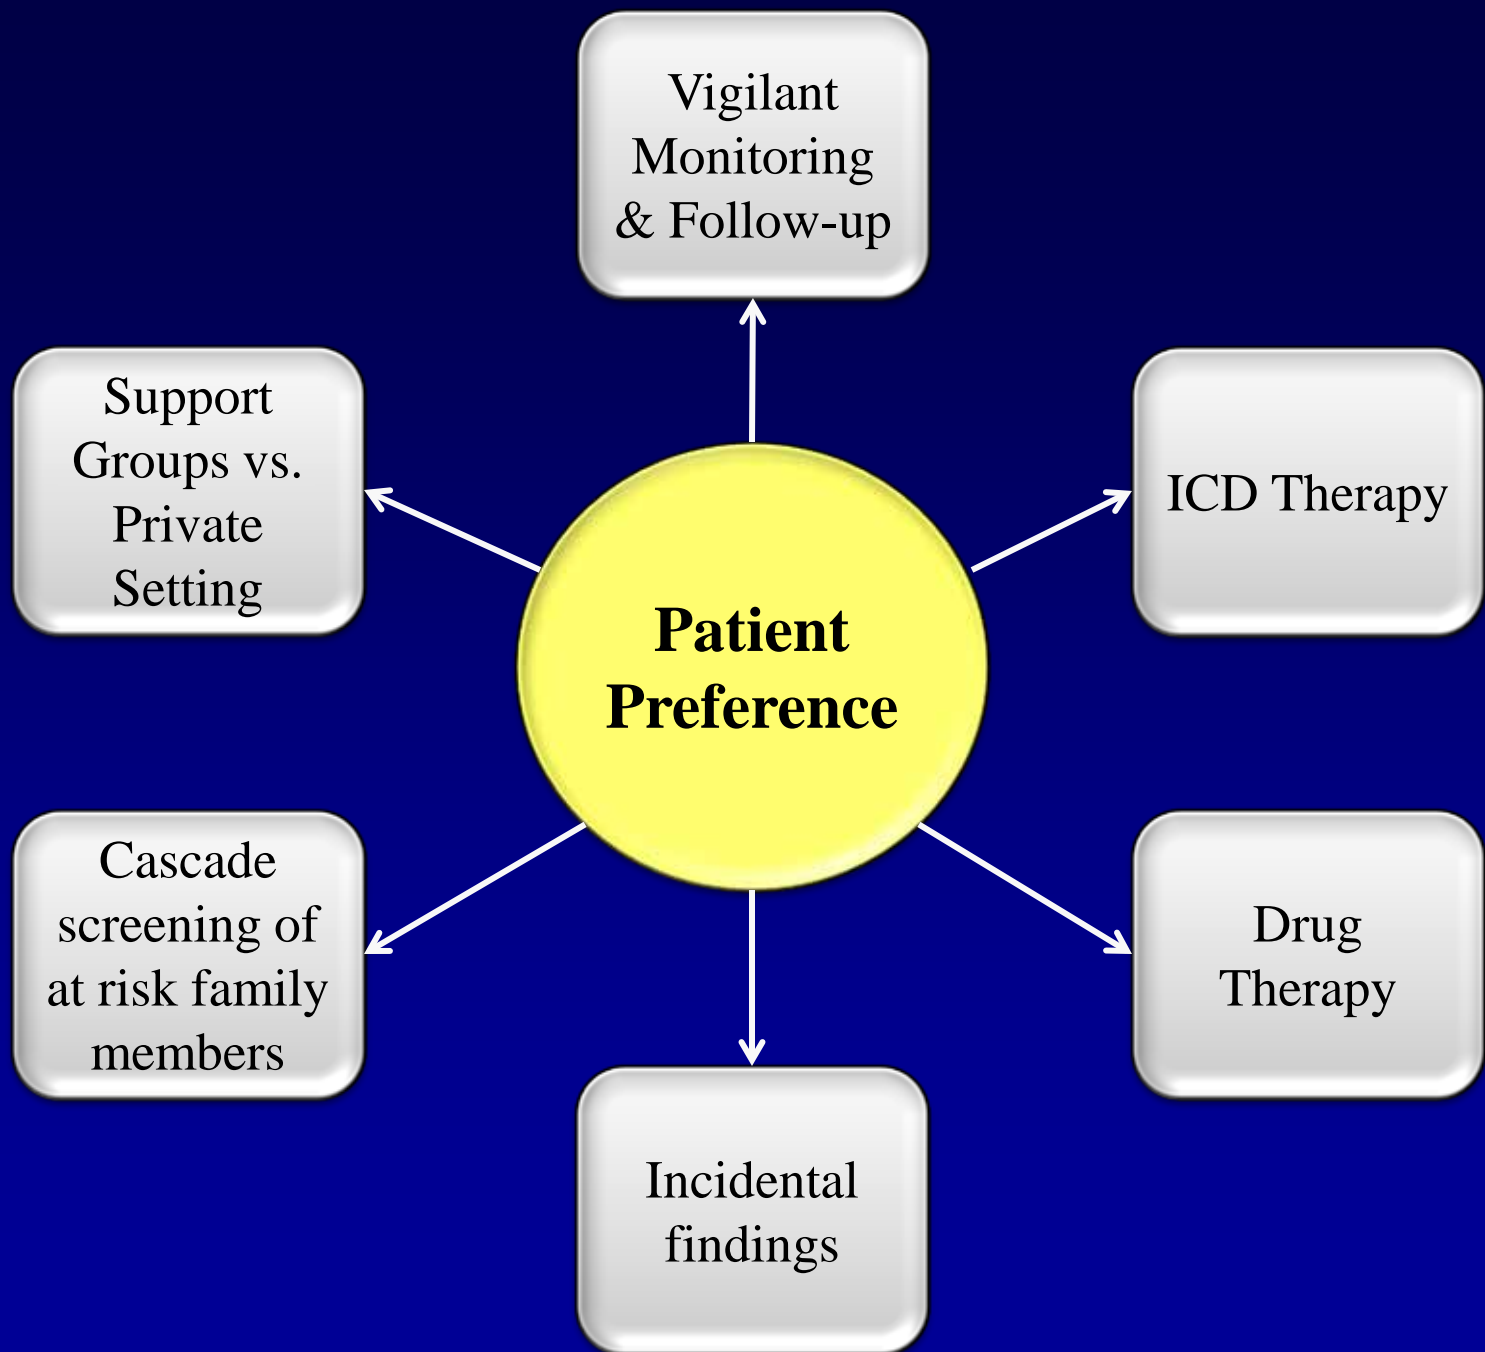 Vigilant
Monitoring
& Follow-up
Support
Groups vs.
Private
Setting
ICD Therapy
Patient
Preference
Cascade
screening of
at risk family
members
Drug
Therapy
Incidental
findings